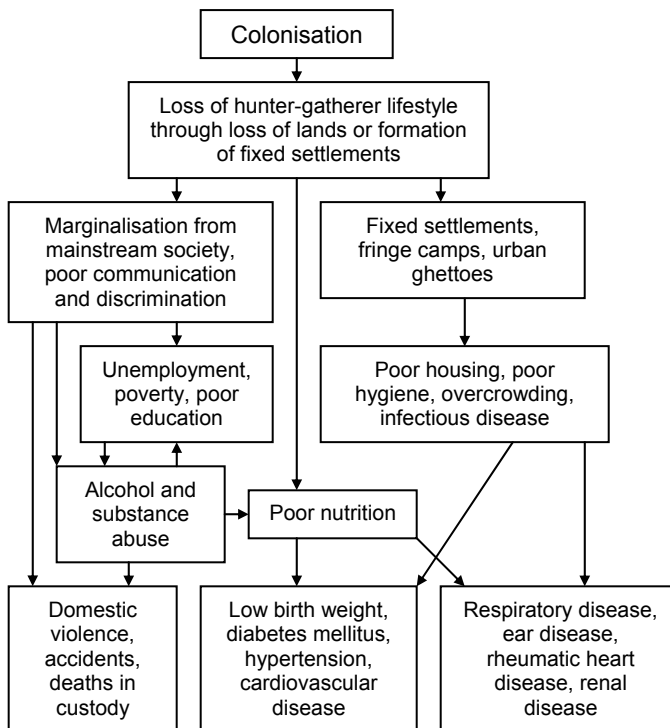 Colonisation
Loss of hunter-gatherer lifestyle
through loss of lands or formation
of fixed settlements
Marginalisation from
mainstream society,
poor communication
and discrimination
Fixed settlements,
fringe camps, urban
ghettoes
Unemployment,
poverty, poor
education
Poor housing, poor
hygiene, overcrowding,
infectious disease
Alcohol and
substance
abuse
Poor nutrition
Domestic
violence,
accidents,
deaths in
custody
Low birth weight,
diabetes mellitus,
hypertension,
cardiovascular
disease
Respiratory disease,
ear disease,
rheumatic heart
disease, renal
disease